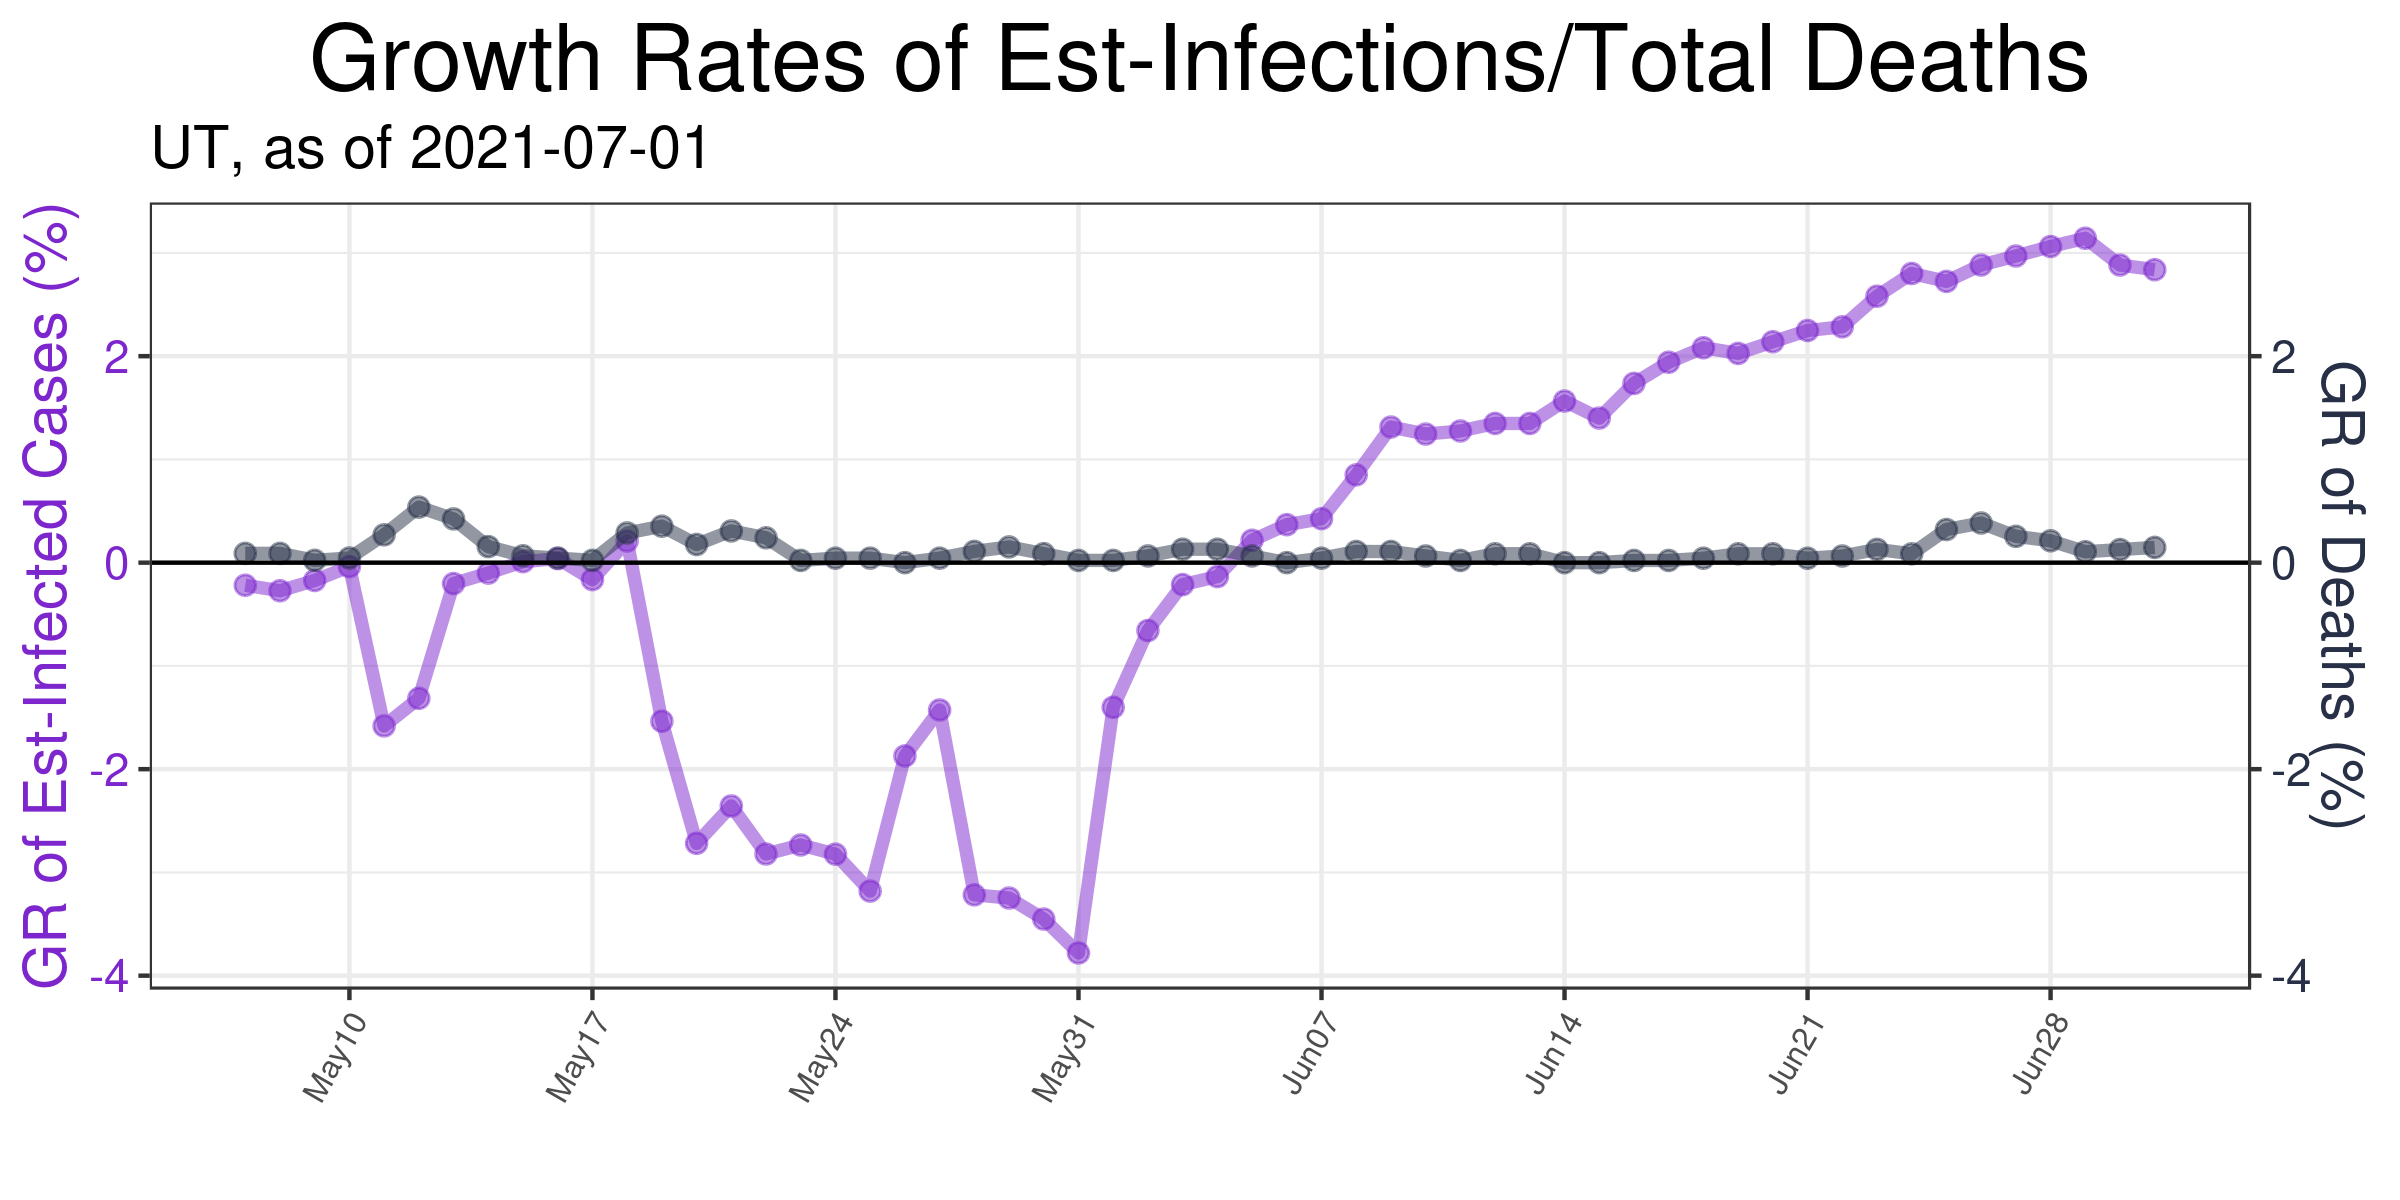 Growth Rates of Est-Infections/Total Deaths
UT, as of 2021-07-01
GR of Est-Infected Cases (%)
2
0
-2
-4
2
0
-2
-4
GR of Deaths (%)
May10
May17
May24
May31
Jun07
Jun14
Jun21
Jun28